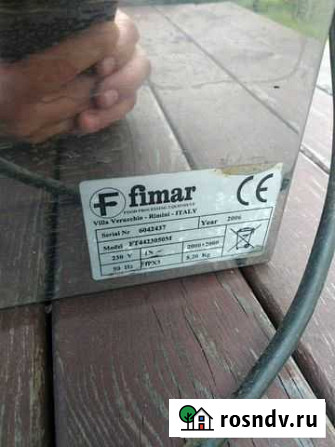 F fimar CE
FOOD PROCESSING EQUIPMENT
Villa Verucchio - Rimini - ITALY
Serial Nr 6042437 Year 2006
Model FT4423050M
230 V 1N 2000+2000
50 Hz IPX3 8,20 Kg
rosndv.ru